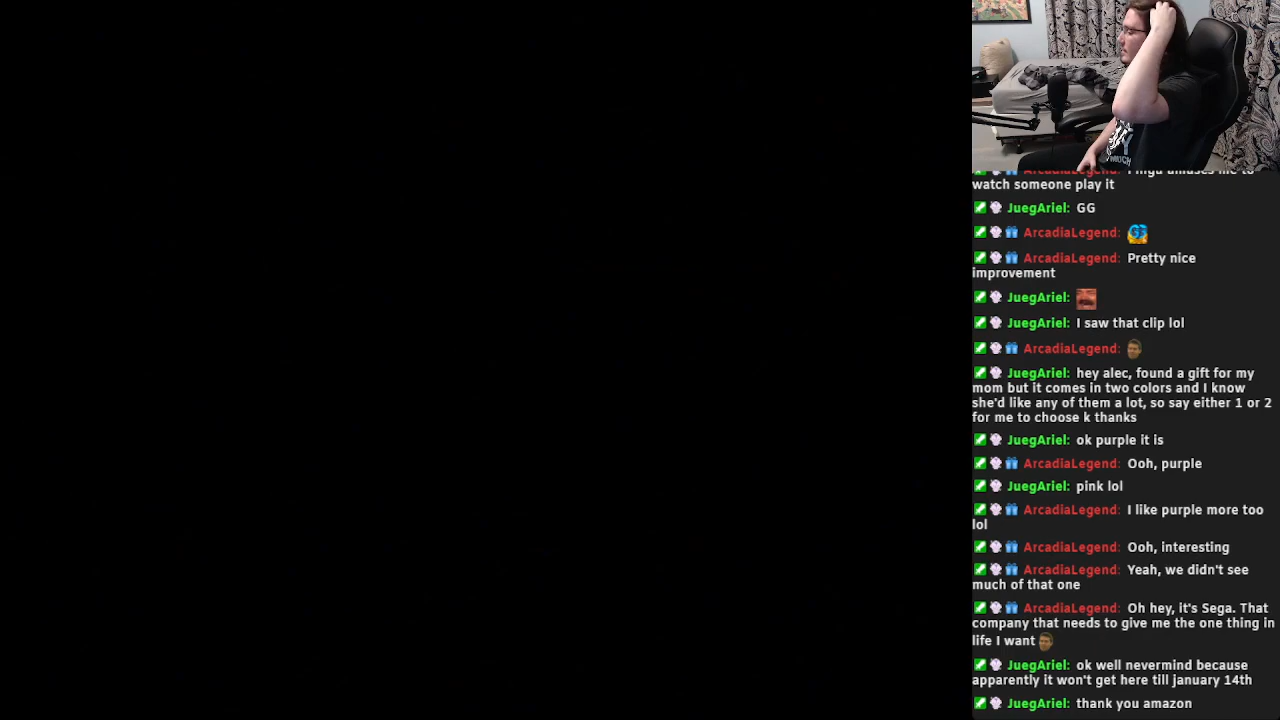 ArcadiaLegend: I
watch someone play it
JuegAriel: GG
ArcadiaLegend:
ArcadiaLegend: Pretty nice
improvement
JuegAriel:
JuegAriel: I saw that clip lol
ArcadiaLegend:
JuegAriel: hey alec, found a gift for my
mom but it comes in two colors and I know
she'd like any of them a lot, so say either 1 or 2
for me to choose k thanks
JuegAriel: ok purple it is
ArcadiaLegend: Ooh, purple
JuegAriel: pink lol
ArcadiaLegend: I like purple more too
lol
ArcadiaLegend: Ooh, interesting
ArcadiaLegend: Yeah, we didn't see
much of that one
ArcadiaLegend: Oh hey, it's Sega. That
company that needs to give me the one thing in
life I want
JuegAriel: ok well nevermind because
apparently it won't get here till january 14th
JuegAriel: thank you amazon